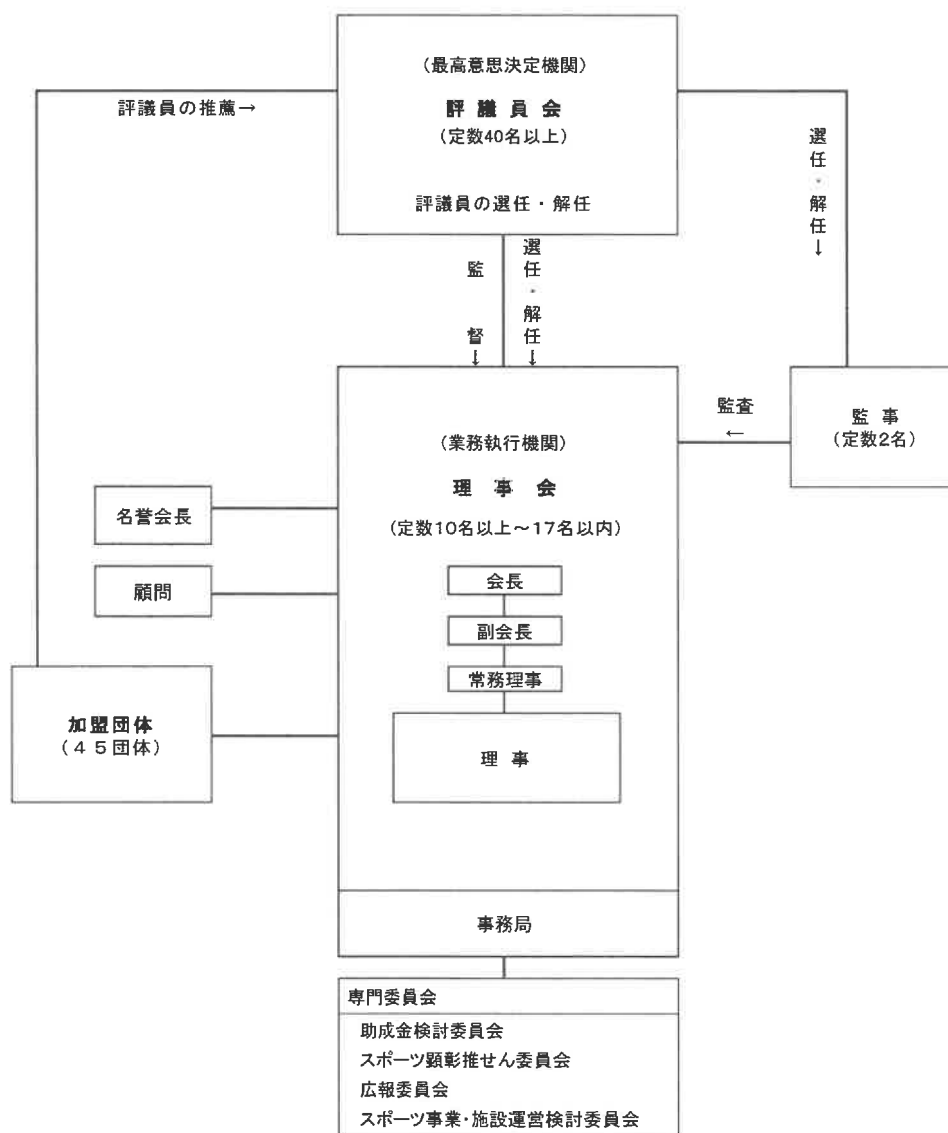 (最高意思決定機関)
評議員会
(定数40名以上)
評議員の選任・解任
評議員の推薦→
選任・解任↓
監督↓
選任・解任↓
監事
(定数2名)
監査
←
(業務執行機関)
理事会
(定数10名以上～17名以内)
会長
副会長
常務理事
理事
名誉会長
顧問
加盟団体
(45団体)
事務局
専門委員会
助成金検討委員会
スポーツ顕彰推せん委員会
広報委員会
スポーツ事業・施設運営検討委員会